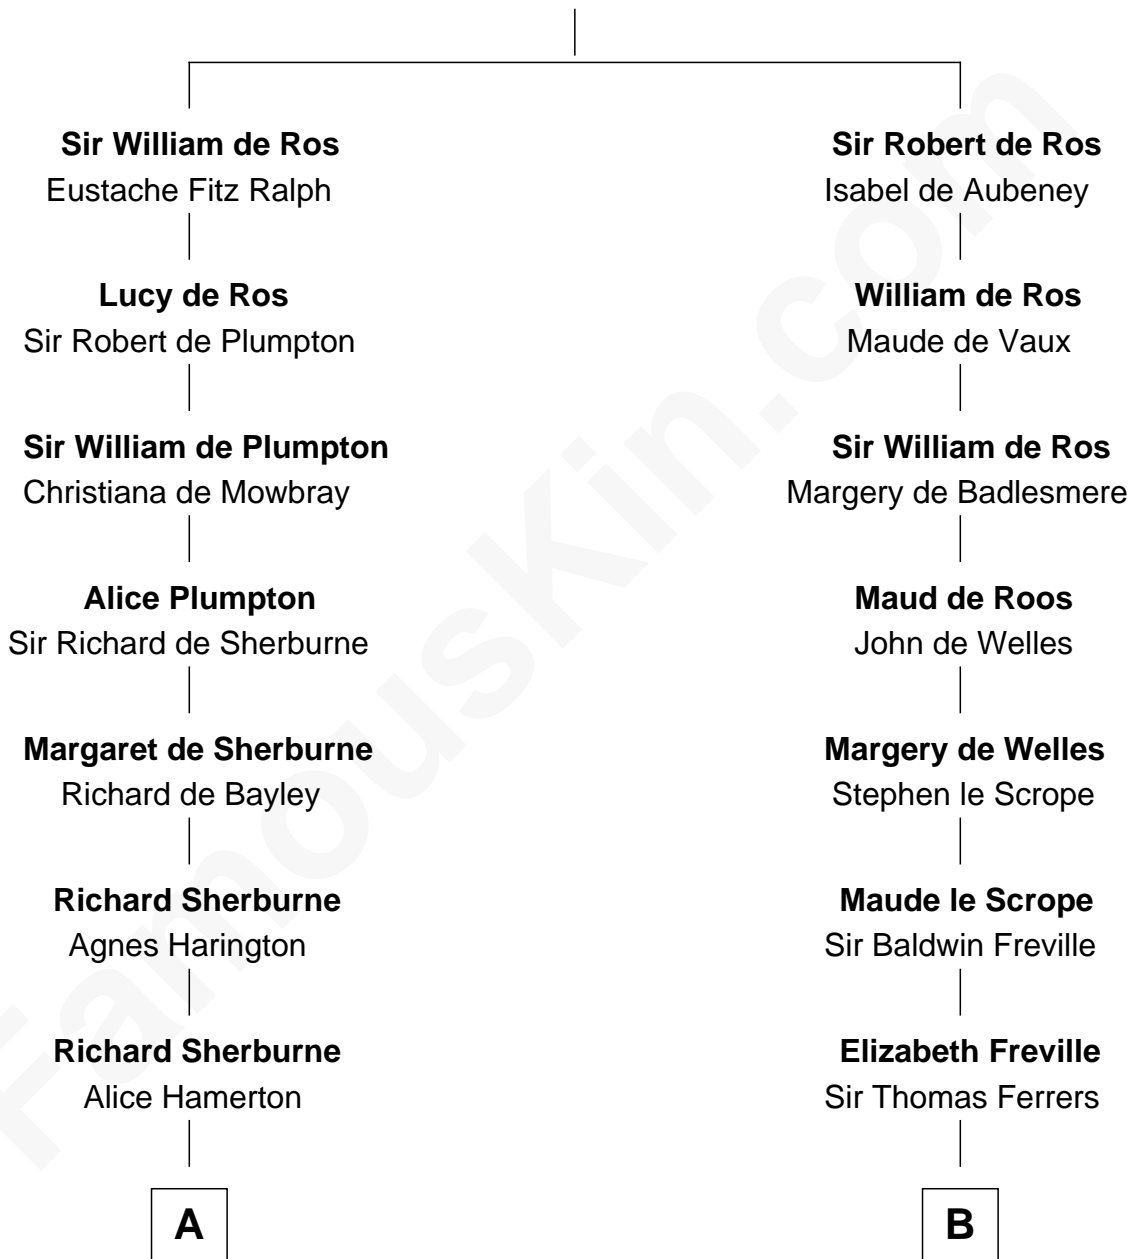 Sir William de Ros
Eustache Fitz Ralph
Lucy de Ros
Sir Robert de Plumpton
Sir William de Plumpton
Christiana de Mowbray
Alice Plumpton
Sir Richard de Sherburne
Margaret de Sherburne
Richard de Bayley
Richard Sherburne
Agnes Harington
Richard Sherburne
Alice Hamerton
A
Sir Robert de Ros
Isabel de Aubeney
William de Ros
Maude de Vaux
Sir William de Ros
Margery de Badlesmere
Maud de Roos
John de Welles
Margery de Welles
Stephen le Scrope
Maude le Scrope
Sir Baldwin Freville
Elizabeth Freville
Sir Thomas Ferrers
B
FamousKin.com